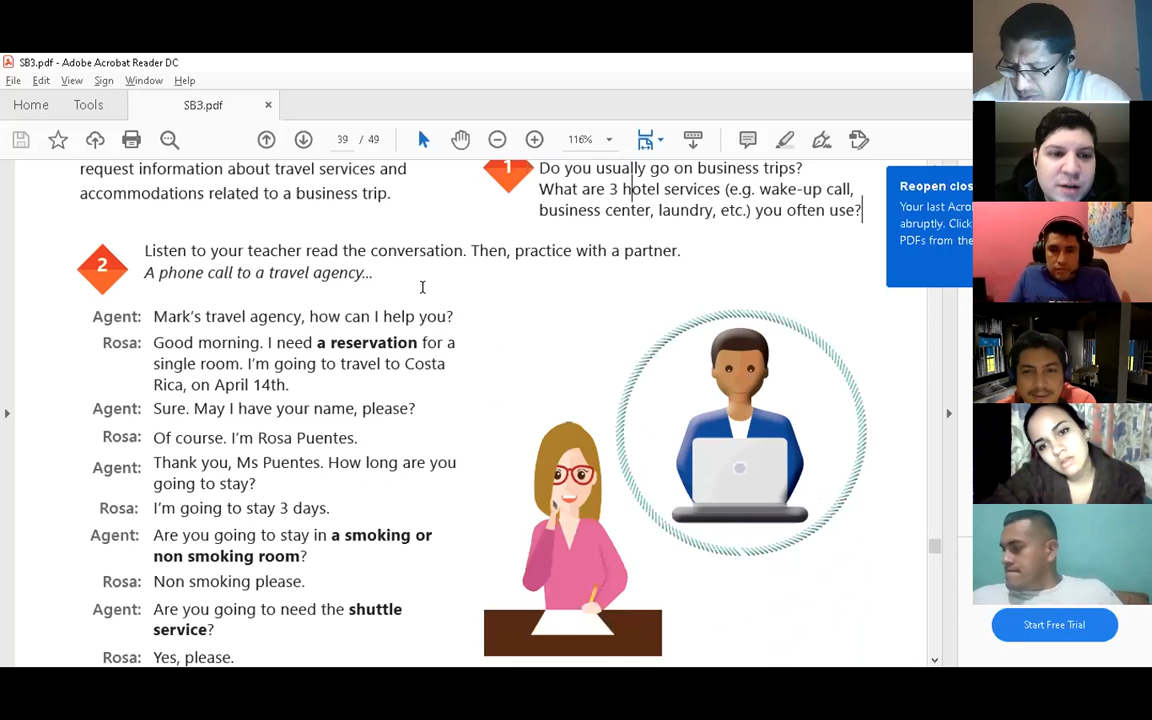 SB3.pdf - Adobe Acrobat Reader DC
File Edit View Sign Window Help
Home Tools SB3.pdf ×
39 / 49 116%
request information about travel services and
accommodations related to a business trip.
1
Do you usually go on business trips?
What are 3 hotel services (e.g. wake-up call,
business center, laundry, etc.) you often use?
Reopen clos
Your last Acro
abruptly. Click
PDFs from the
2
Listen to your teacher read the conversation. Then, practice with a partner.
A phone call to a travel agency...
Agent: Mark's travel agency, how can I help you?
Rosa: Good morning. I need a reservation for a
single room. I'm going to travel to Costa
Rica, on April 14th.
Agent: Sure. May I have your name, please?
Rosa: Of course. I'm Rosa Puentes.
Agent: Thank you, Ms Puentes. How long are you
going to stay?
Rosa: I'm going to stay 3 days.
Agent: Are you going to stay in a smoking or
non smoking room?
Rosa: Non smoking please.
Agent: Are you going to need the shuttle
service?
Rosa: Yes, please.
Start Free Trial